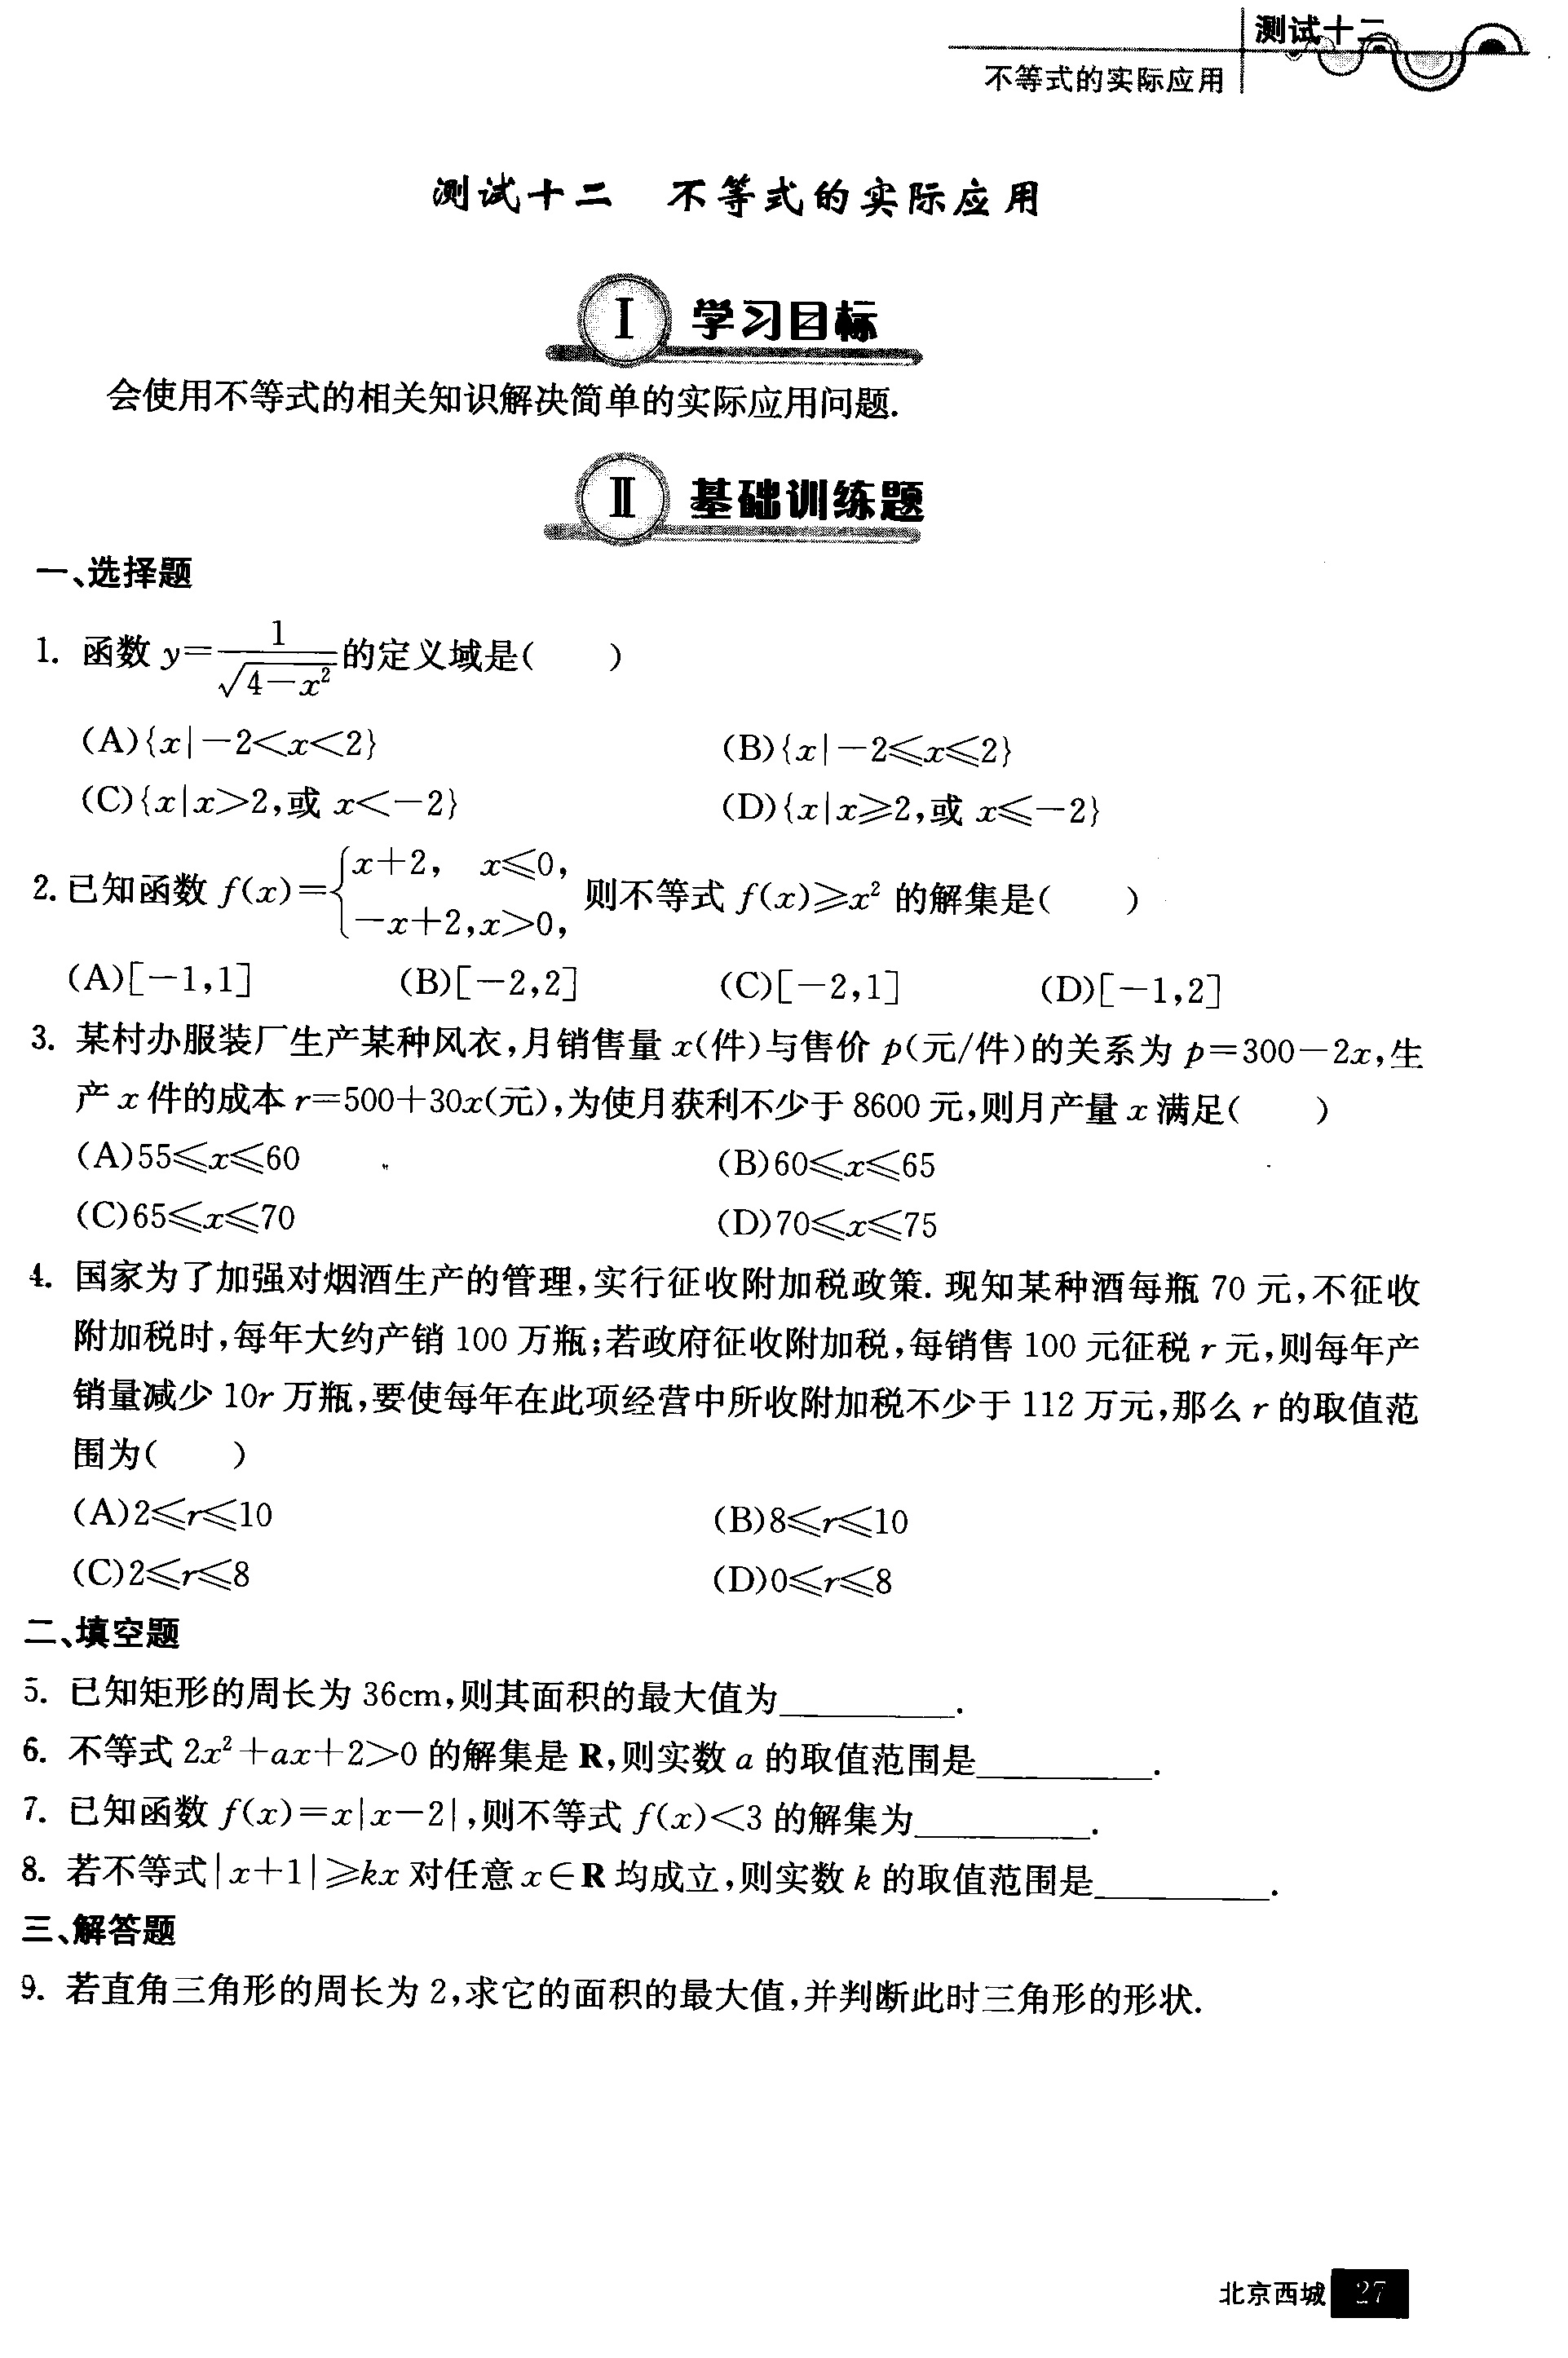 测试十二
不等式的实际应用
测试十二 不等式的实际应用
Ⅰ 学习目标
会使用不等式的相关知识解决简单的实际应用问题.
Ⅱ 基础训练题
一、选择题
1. 函数 y=1/√(4-x²) 的定义域是( )
(A){x|-2<x<2} (B){x|-2≤x≤2}
(C){x|x>2,或 x<-2} (D){x|x≥2,或 x≤-2}
2. 已知函数 f(x)={x+2, x≤0, -x+2,x>0, 则不等式 f(x)≥x² 的解集是( )
(A)[-1,1] (B)[-2,2] (C)[-2,1] (D)[-1,2]
3. 某村办服装厂生产某种风衣,月销售量 x(件)与售价 p(元/件)的关系为 p=300-2x,生
产 x 件的成本 r=500+30x(元),为使月获利不少于 8600 元,则月产量 x 满足( )
(A)55≤x≤60 (B)60≤x≤65
(C)65≤x≤70 (D)70≤x≤75
4. 国家为了加强对烟酒生产的管理,实行征收附加税政策. 现知某种酒每瓶 70 元,不征收
附加税时,每年大约产销 100 万瓶;若政府征收附加税,每销售 100 元征税 r 元,则每年产
销量减少 10r 万瓶,要使每年在此项经营中所收附加税不少于 112 万元,那么 r 的取值范
围为( )
(A)2≤r≤10 (B)8≤r≤10
(C)2≤r≤8 (D)0≤r≤8
二、填空题
5. 已知矩形的周长为 36cm,则其面积的最大值为________.
6. 不等式 2x²+ax+2>0 的解集是 R,则实数 a 的取值范围是________.
7. 已知函数 f(x)=x|x-2|,则不等式 f(x)<3 的解集为________.
8. 若不等式|x+1|≥kx 对任意 x∈R 均成立,则实数 k 的取值范围是________.
三、解答题
9. 若直角三角形的周长为 2,求它的面积的最大值,并判断此时三角形的形状.
北京西城 27